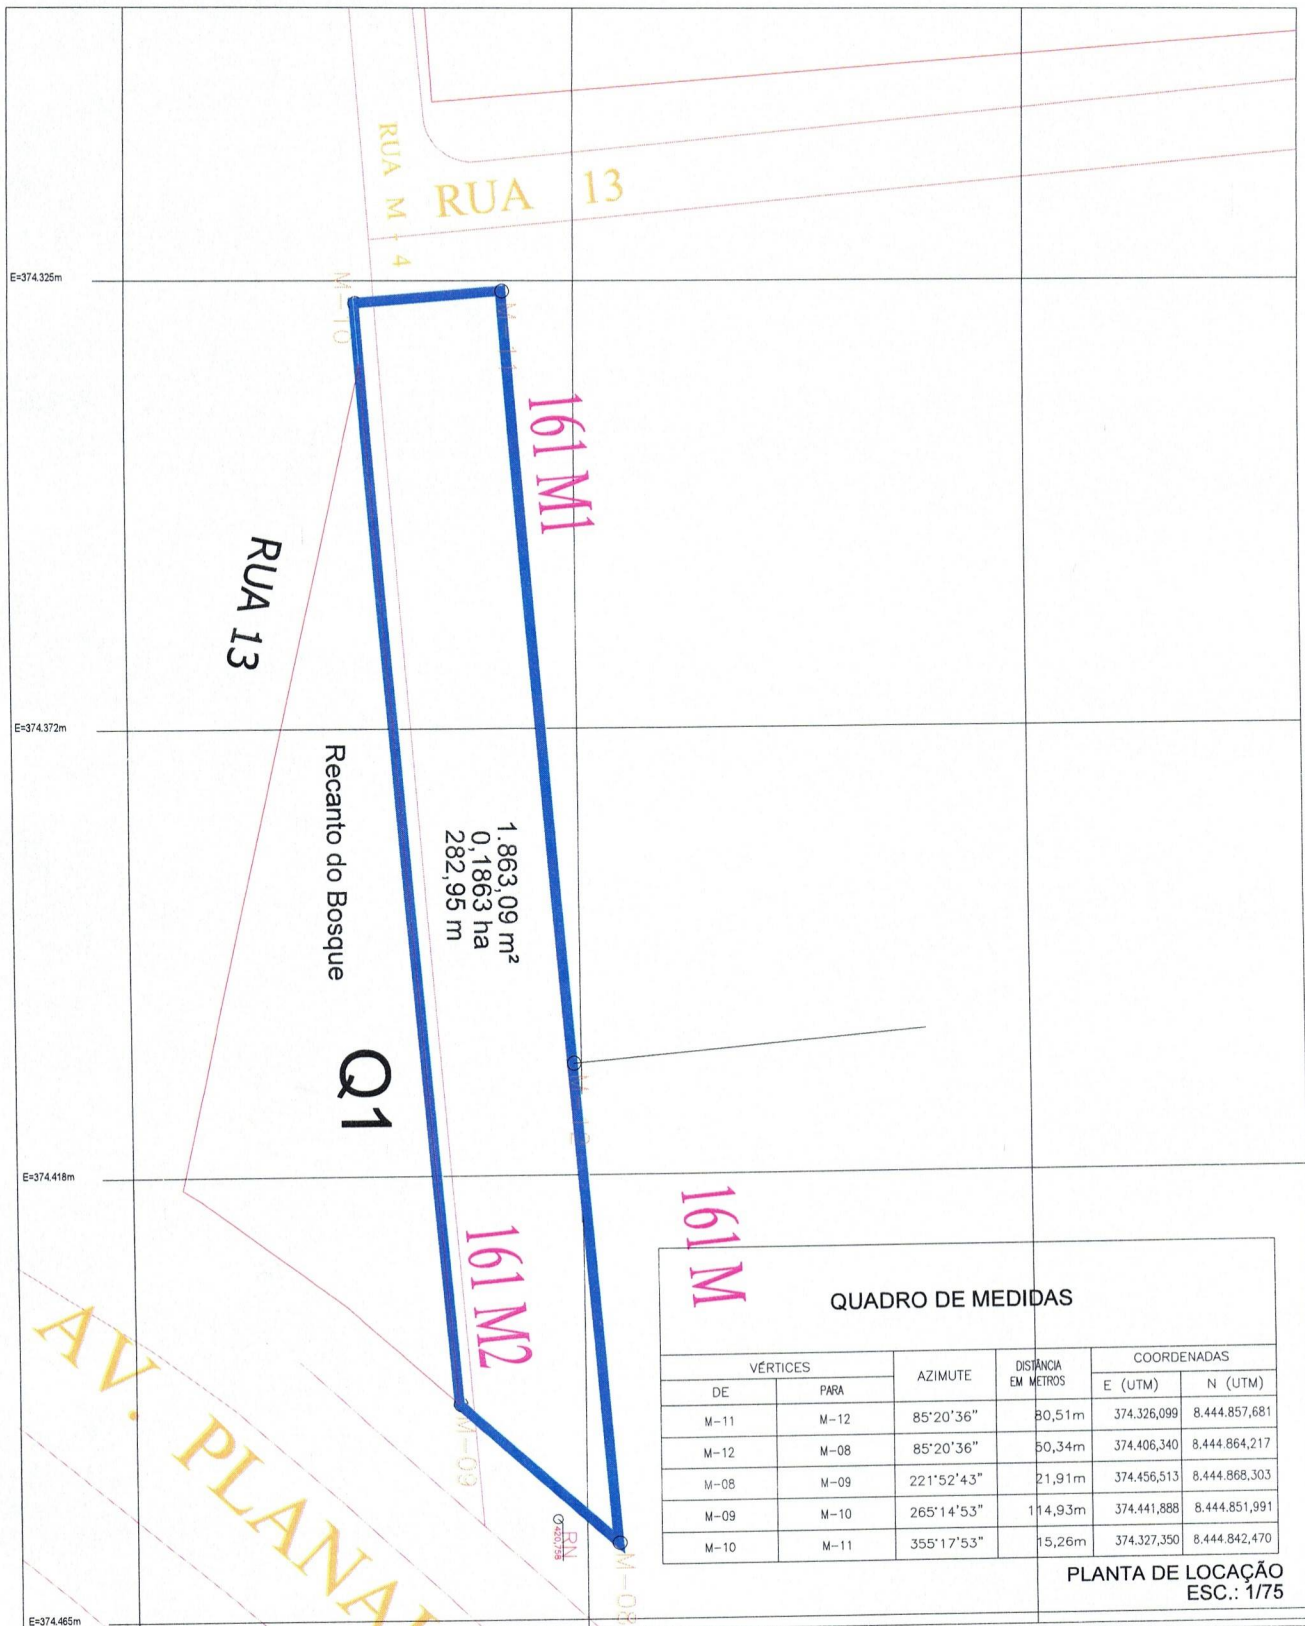 RUA M - 4
RUA 13
E=374.325m
M-10
M-11
161 M1
RUA 13
E=374.372m
Recanto do Bosque
1.863,09 m²
0,1863 ha
282,95 m
Q1
M-12
E=374.418m
161 M
161 M2
M-09
AV. PLANAL
RN
420,758
M-08
E=374.465m
QUADRO DE MEDIDAS
VÉRTICES AZIMUTE DISTÂNCIA EM METROS COORDENADAS
DE PARA E (UTM) N (UTM)
M-11 M-12 85°20'36" 80,51m 374.326,099 8.444.857,681
M-12 M-08 85°20'36" 50,34m 374.406,340 8.444.864,217
M-08 M-09 221°52'43" 21,91m 374.456,513 8.444.868,303
M-09 M-10 265°14'53" 114,93m 374.441,888 8.444.851,991
M-10 M-11 355°17'53" 15,26m 374.327,350 8.444.842,470
PLANTA DE LOCAÇÃO
ESC.: 1/75